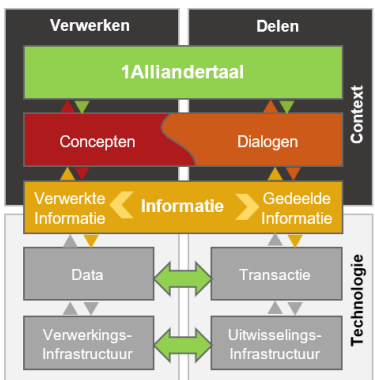 Verwerken
Delen
1Alliandertaal
Context
Concepten
Dialogen
Verwerkte
Informatie
Informatie
Gedeelde
Informatie
Technologie
Data
Transactie
Verwerkings-
Infrastructuur
Uitwisselings-
Infrastructuur